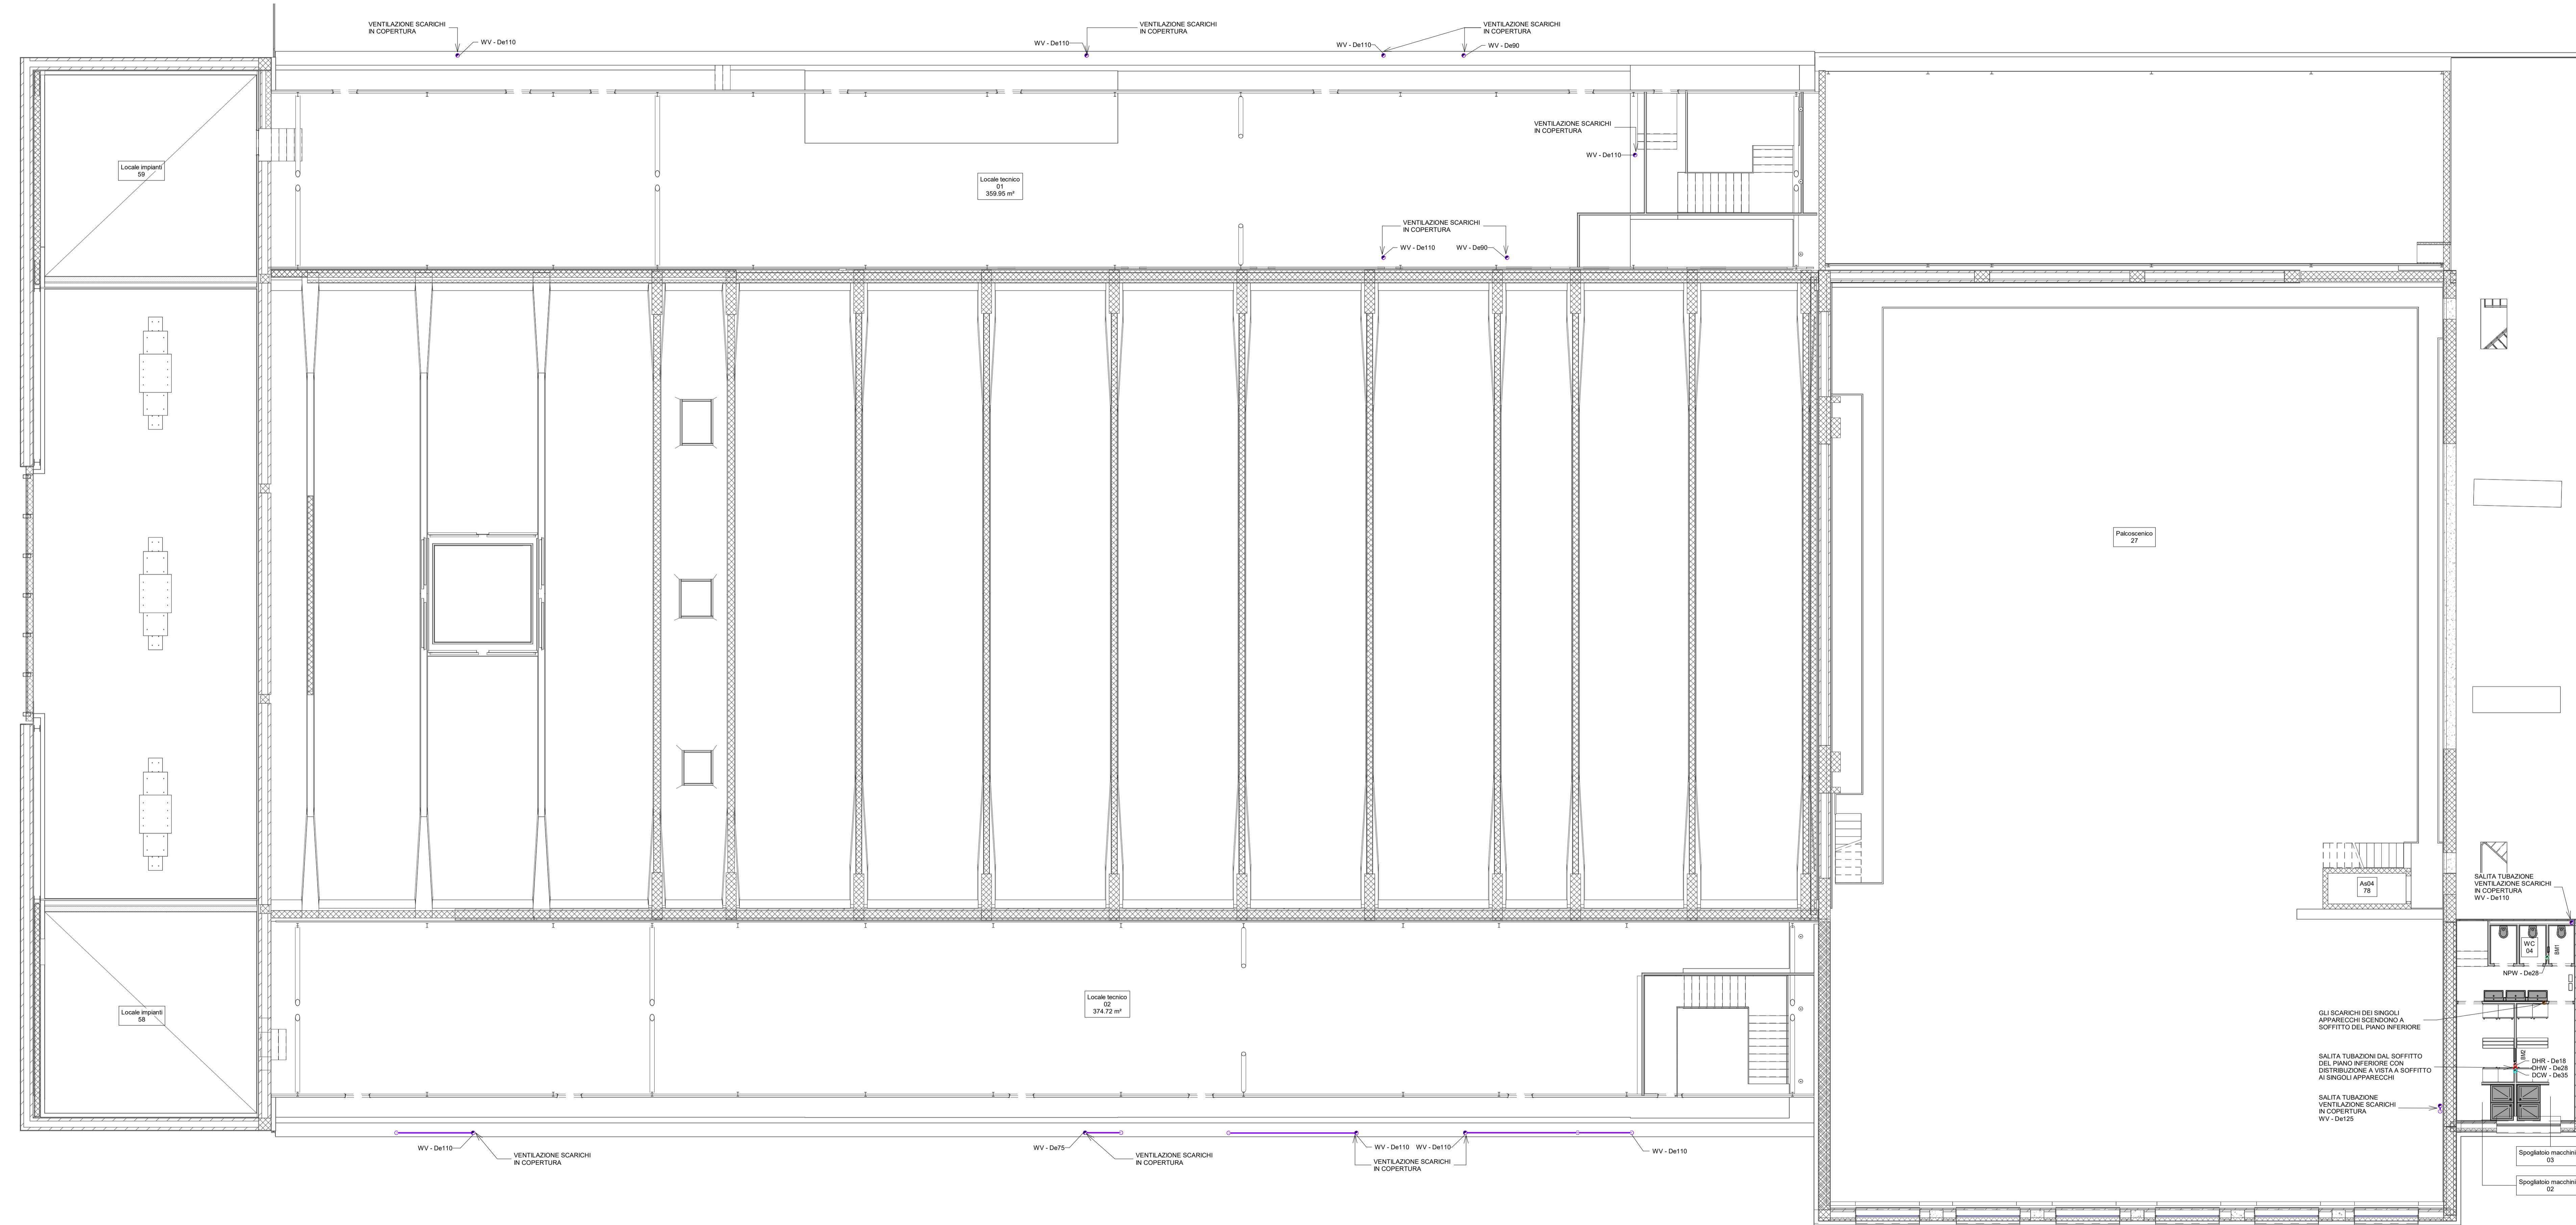 VENTILAZIONE SCARICHI
IN COPERTURA
WV - De110
VENTILAZIONE SCARICHI
IN COPERTURA
WV - De110
VENTILAZIONE SCARICHI
IN COPERTURA
WV - De110
WV - De90
VENTILAZIONE SCARICHI
IN COPERTURA
WV - De110
Locale impianti
59
Locale tecnico
01
359.95 m²
VENTILAZIONE SCARICHI
IN COPERTURA
WV - De110
WV - De90
Palcoscenico
27
As04
78
SALITA TUBAZIONE
VENTILAZIONE SCARICHI
IN COPERTURA
WV - De110
WC
04
BM1
NPW - De28
Locale tecnico
02
374.72 m²
Locale impianti
58
GLI SCARICHI DEI SINGOLI
APPARECCHI SCENDONO A
SOFFITTO DEL PIANO INFERIORE
SALITA TUBAZIONI DAL SOFFITTO
DEL PIANO INFERIORE CON
DISTRIBUZIONE A VISTA A SOFFITTO
AI SINGOLI APPARECCHI
BM2
DHR - De18
DHW - De28
DCW - De35
SALITA TUBAZIONE
VENTILAZIONE SCARICHI
IN COPERTURA
WV - De125
WV - De110
VENTILAZIONE SCARICHI
IN COPERTURA
WV - De75
VENTILAZIONE SCARICHI
IN COPERTURA
WV - De110
WV - De110
VENTILAZIONE SCARICHI
IN COPERTURA
WV - De110
Spogliatoio macchini
03
Spogliatoio macchini
02